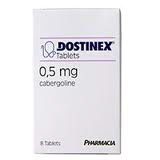 DOSTINEX
Tablets
0,5 mg
cabergoline
8 Tablets
PHARMACIA